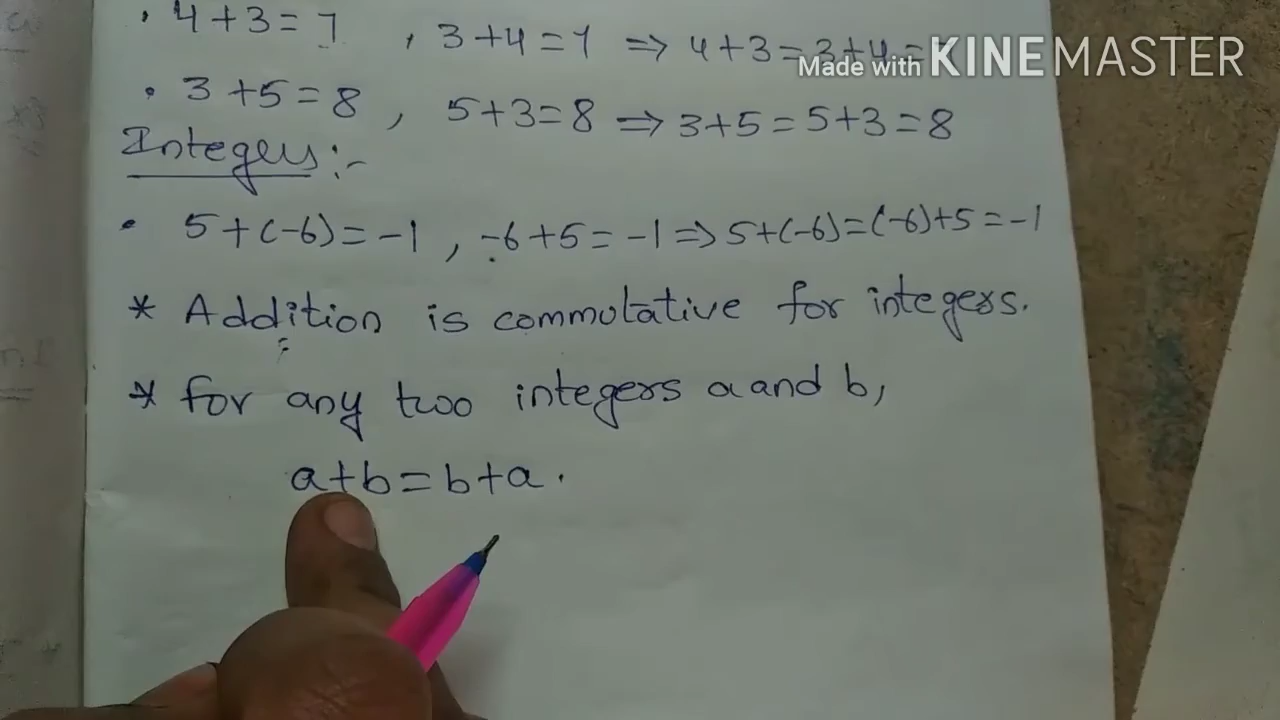 • 4+3=7 , 3+4=7 ⇒ 4+3=3+4=
Made with KINEMASTER
• 3+5=8 , 5+3=8 ⇒ 3+5=5+3=8
Integers:-
• 5+(-6)=-1 , -6+5=-1⇒5+(-6)=(-6)+5=-1
* Addition is commutative for integers.
* for any two integers a and b,
a+b=b+a.